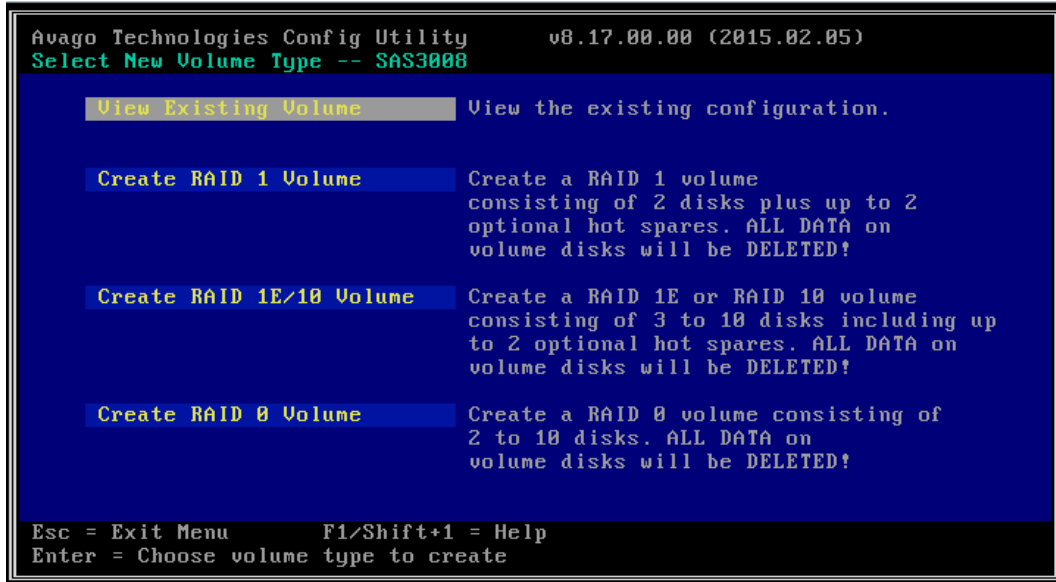 Avago Technologies Config Utility v8.17.00.00 (2015.02.05)
Select New Volume Type -- SAS3008
View Existing Volume View the existing configuration.
Create RAID 1 Volume Create a RAID 1 volume
consisting of 2 disks plus up to 2
optional hot spares. ALL DATA on
volume disks will be DELETED!
Create RAID 1E/10 Volume Create a RAID 1E or RAID 10 volume
consisting of 3 to 10 disks including up
to 2 optional hot spares. ALL DATA on
volume disks will be DELETED!
Create RAID 0 Volume Create a RAID 0 volume consisting of
2 to 10 disks. ALL DATA on
volume disks will be DELETED!
Esc = Exit Menu F1/Shift+1 = Help
Enter = Choose volume type to create